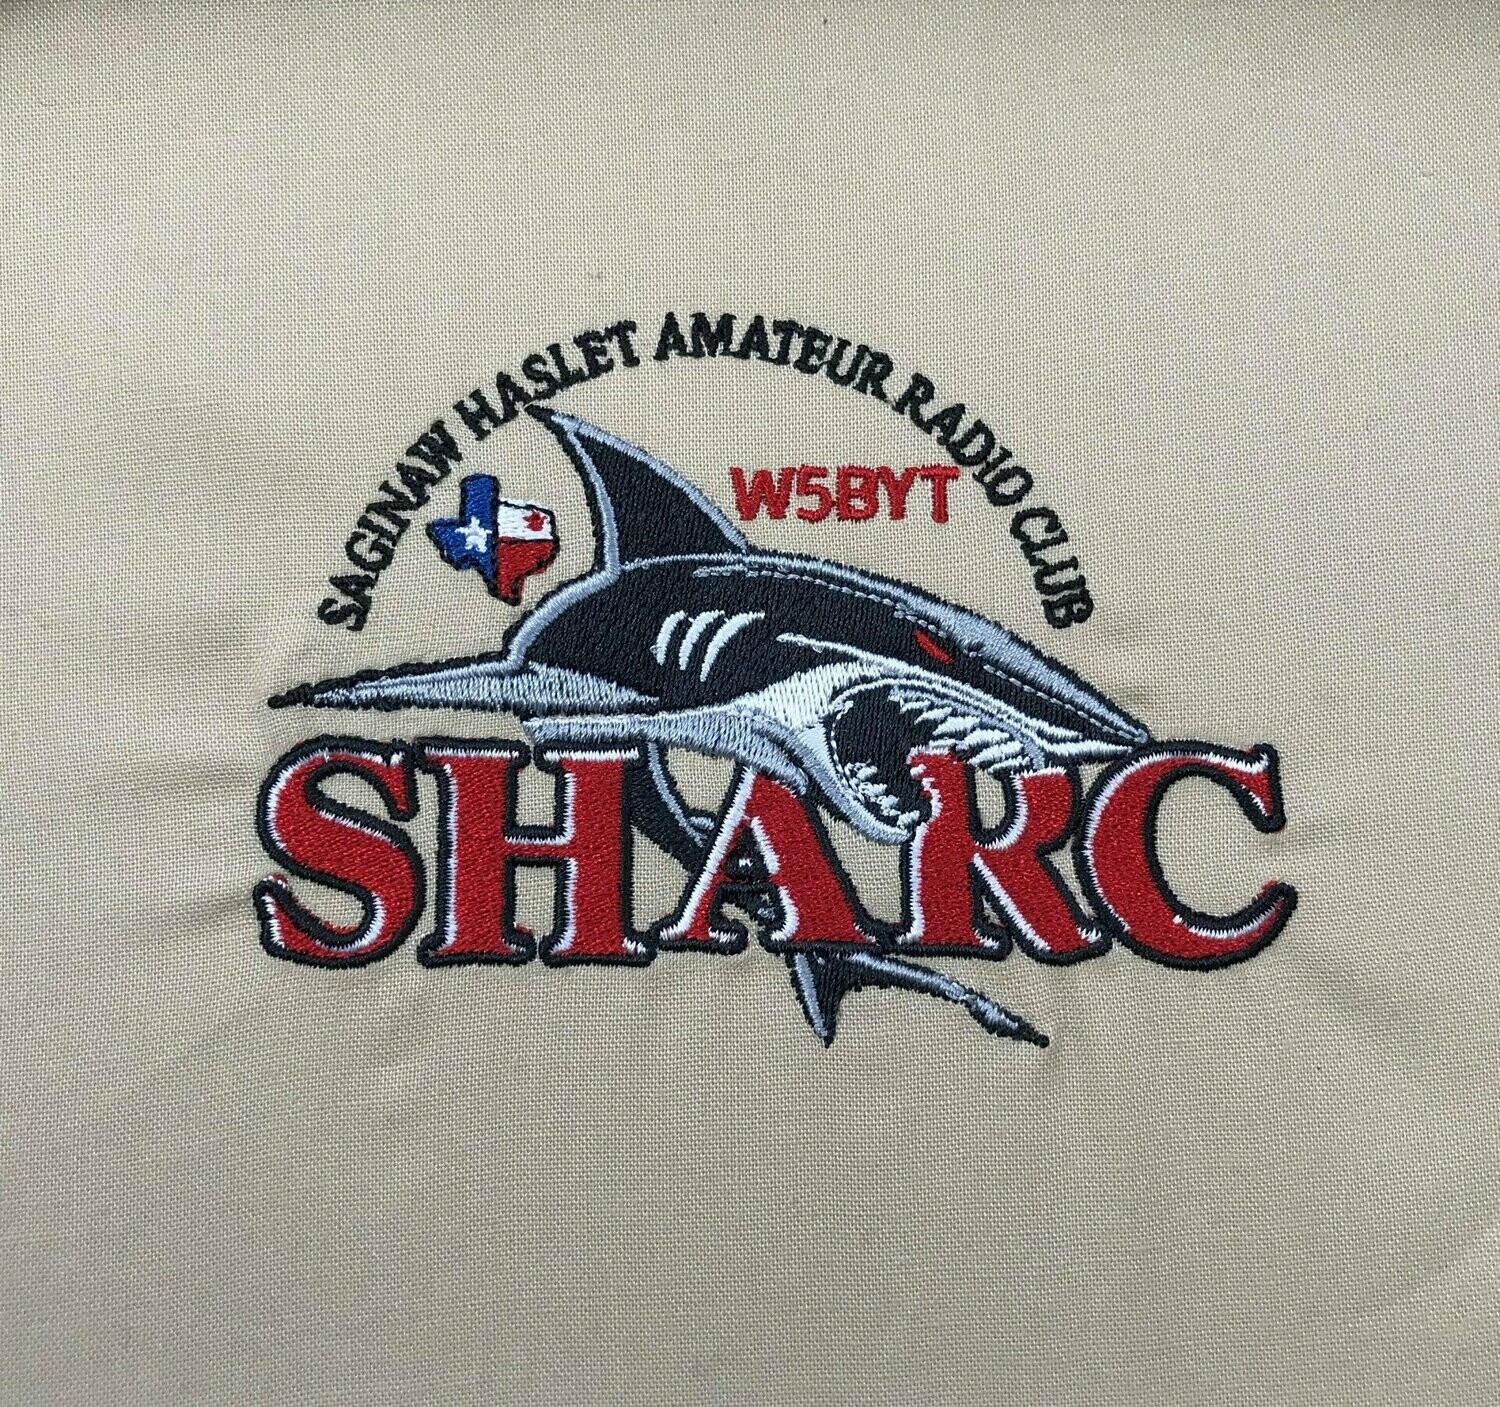 SAGINAW HASLET AMATEUR RADIO CLUB
W5BYT
SHARC